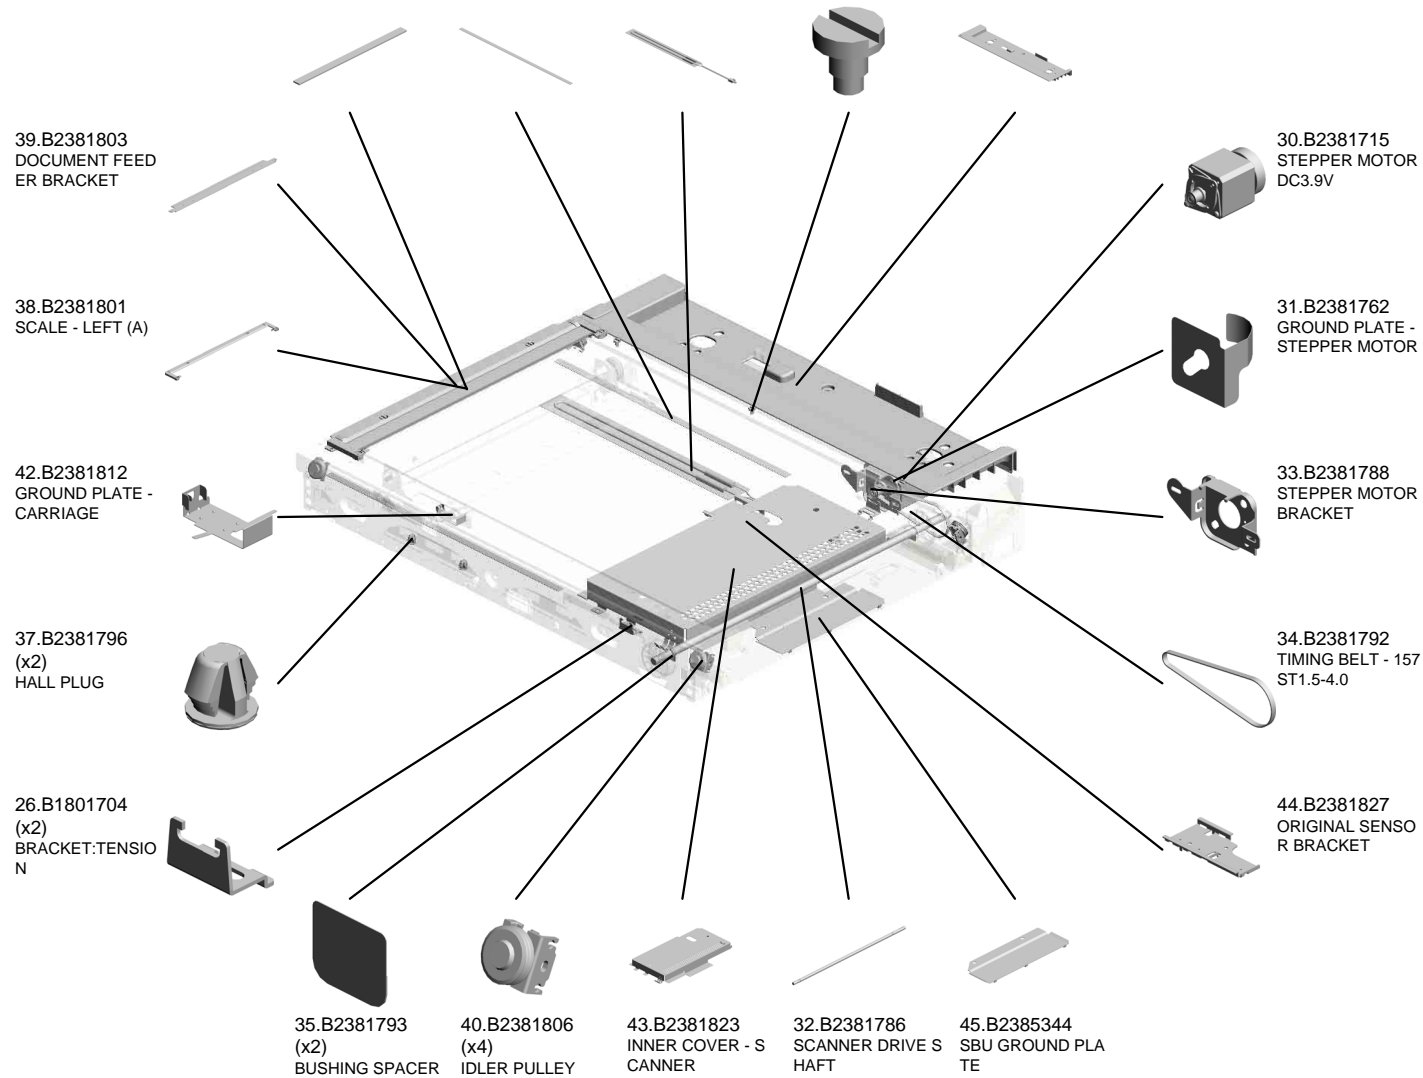 39.B2381803
DOCUMENT FEED
ER BRACKET
38.B2381801
SCALE - LEFT (A)
42.B2381812
GROUND PLATE -
CARRIAGE
37.B2381796
(x2)
HALL PLUG
26.B1801704
(x2)
BRACKET:TENSIO
N
35.B2381793
(x2)
BUSHING SPACER
40.B2381806
(x4)
IDLER PULLEY
43.B2381823
INNER COVER - S
CANNER
32.B2381786
SCANNER DRIVE S
HAFT
45.B2385344
SBU GROUND PLA
TE
30.B2381715
STEPPER MOTOR
DC3.9V
31.B2381762
GROUND PLATE -
STEPPER MOTOR
33.B2381788
STEPPER MOTOR
BRACKET
34.B2381792
TIMING BELT - 157
ST1.5-4.0
44.B2381827
ORIGINAL SENSO
R BRACKET